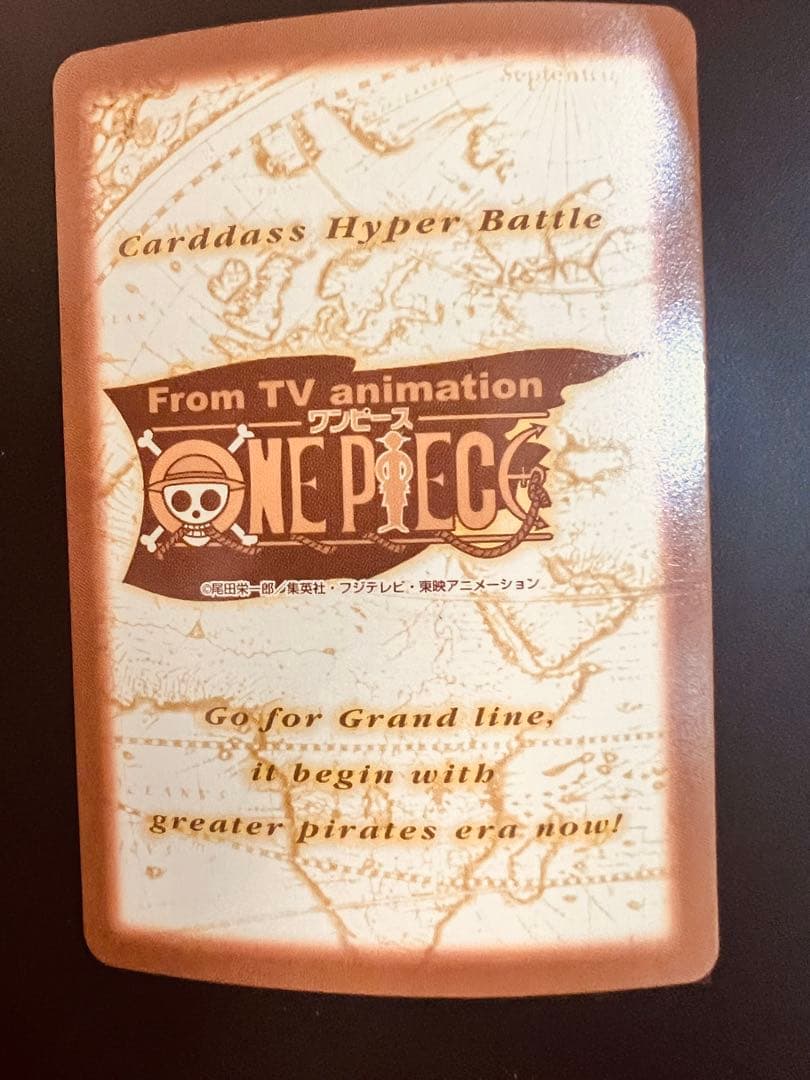 Septentrio
Carddass Hyper Battle
From TV animation
ワンピース
ONE PIECE
©尾田栄一郎／集英社・フジテレビ・東映アニメーション
Go for Grand line,
it begin with
greater pirates era now!